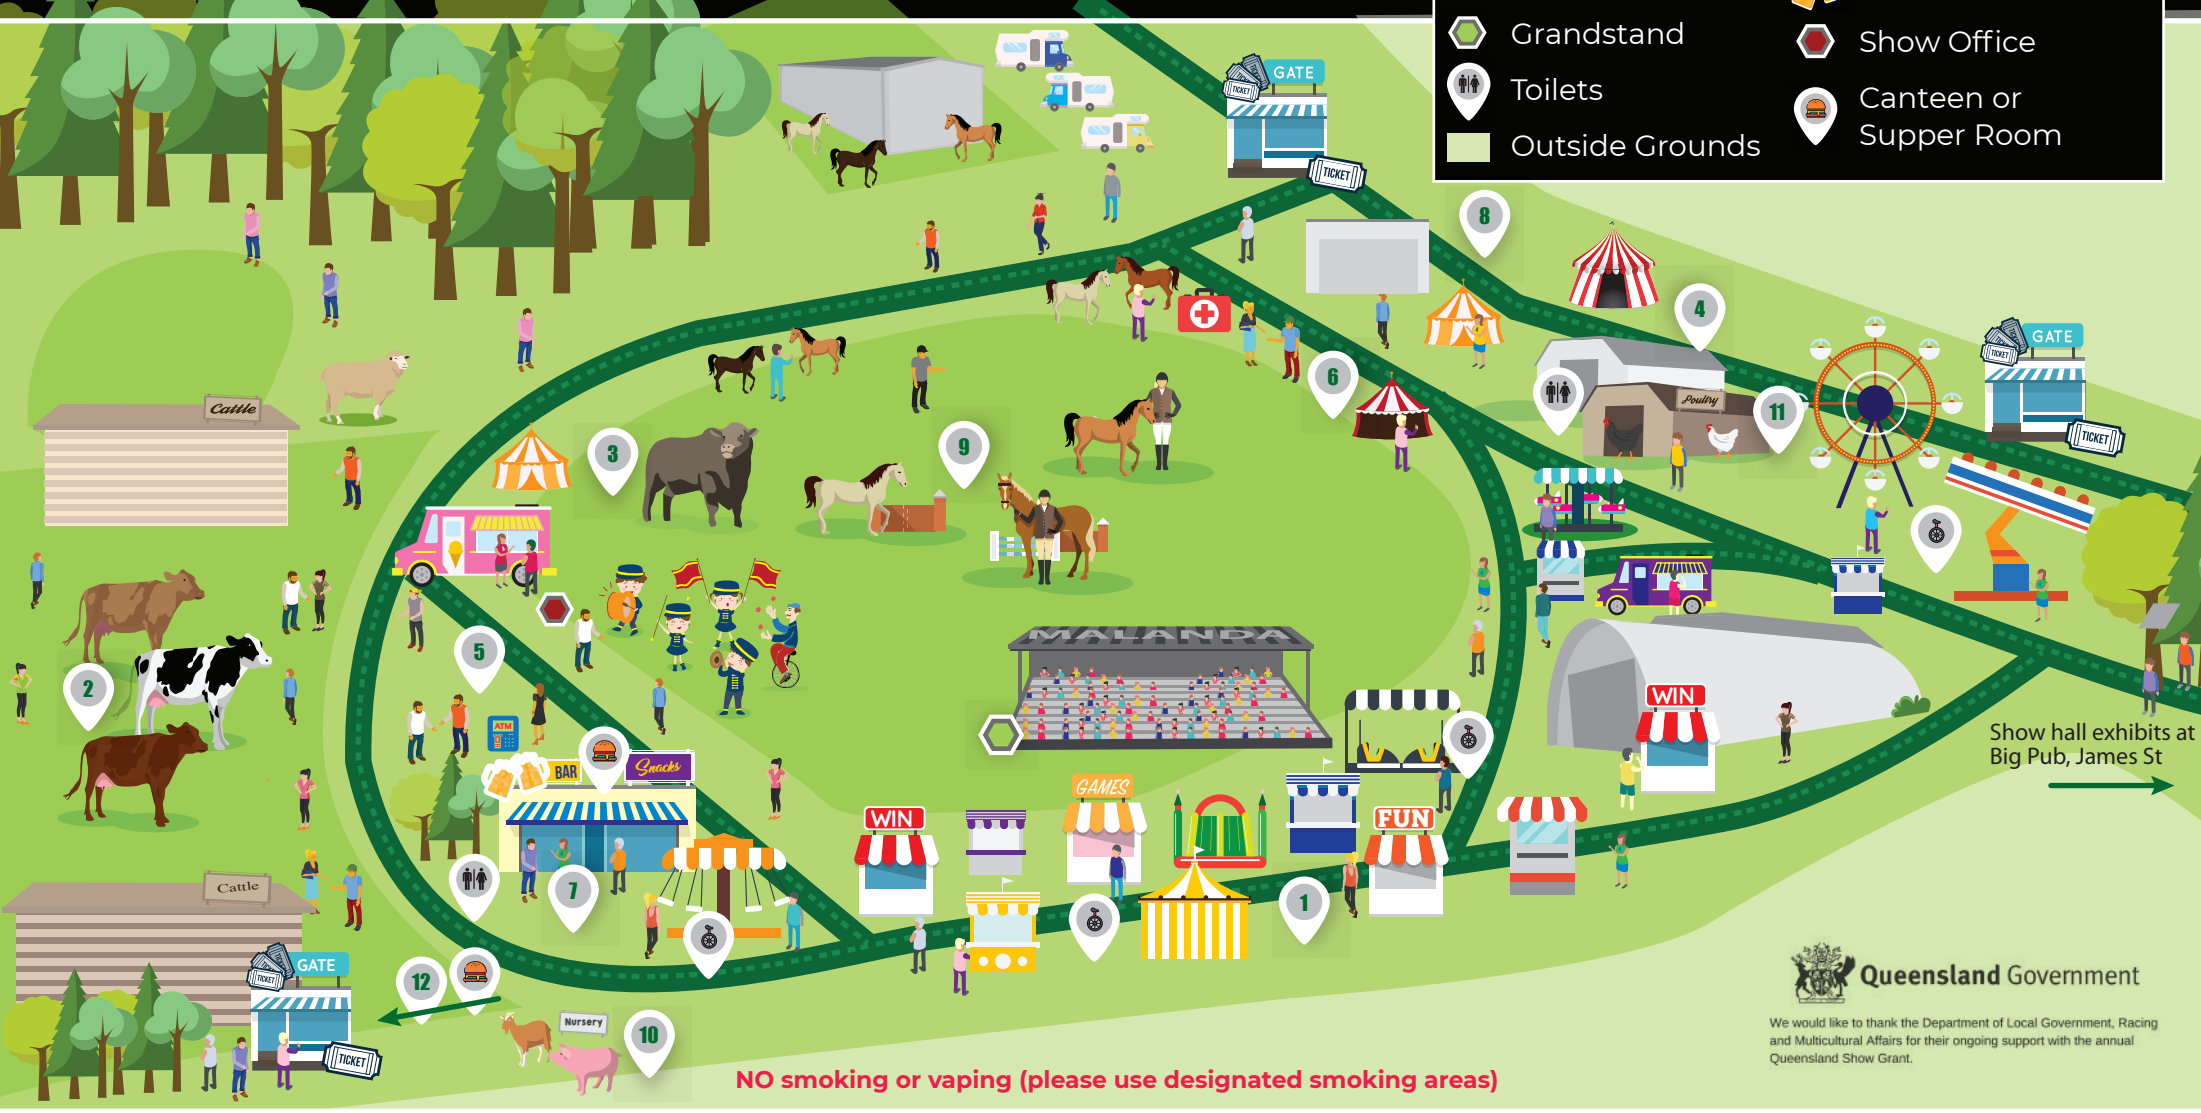 Grandstand
Show Office
Toilets
Canteen or
Supper Room
Outside Grounds
GATE
TICKET
TICKET
8
4
GATE
TICKET
TICKET
6
Poultry
11
Cattle
3
9
5
2
MALANDA
WIN
Show hall exhibits at
Big Pub, James St
ATM
BAR
Snacks
GAMES
WIN
FUN
7
1
Cattle
GATE
TICKET
TICKET
12
Nursery
10
Queensland Government
We would like to thank the Department of Local Government, Racing
and Multicultural Affairs for their ongoing support with the annual
Queensland Show Grant.
NO smoking or vaping (please use designated smoking areas)